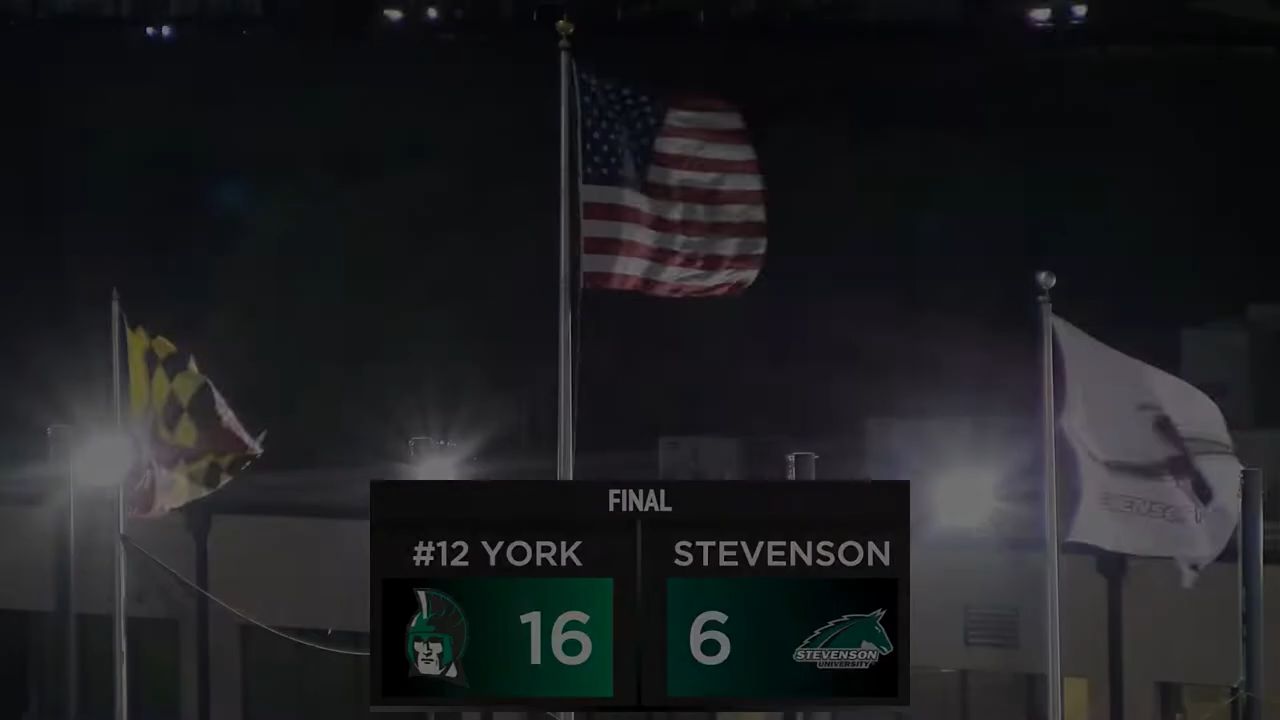 FINAL
#12 YORK
STEVENSON
16
6
STEVENSON
UNIVERSITY